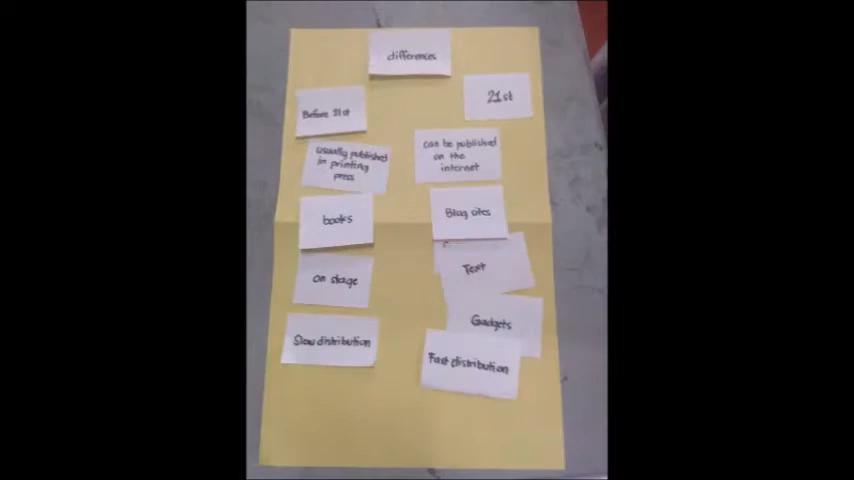 differences
Before 21st
21st
usually published
in printing
press
can be published
on the
internet
books
Blog sites
on stage
Text
Gadgets
Slow distribution
Fast distribution